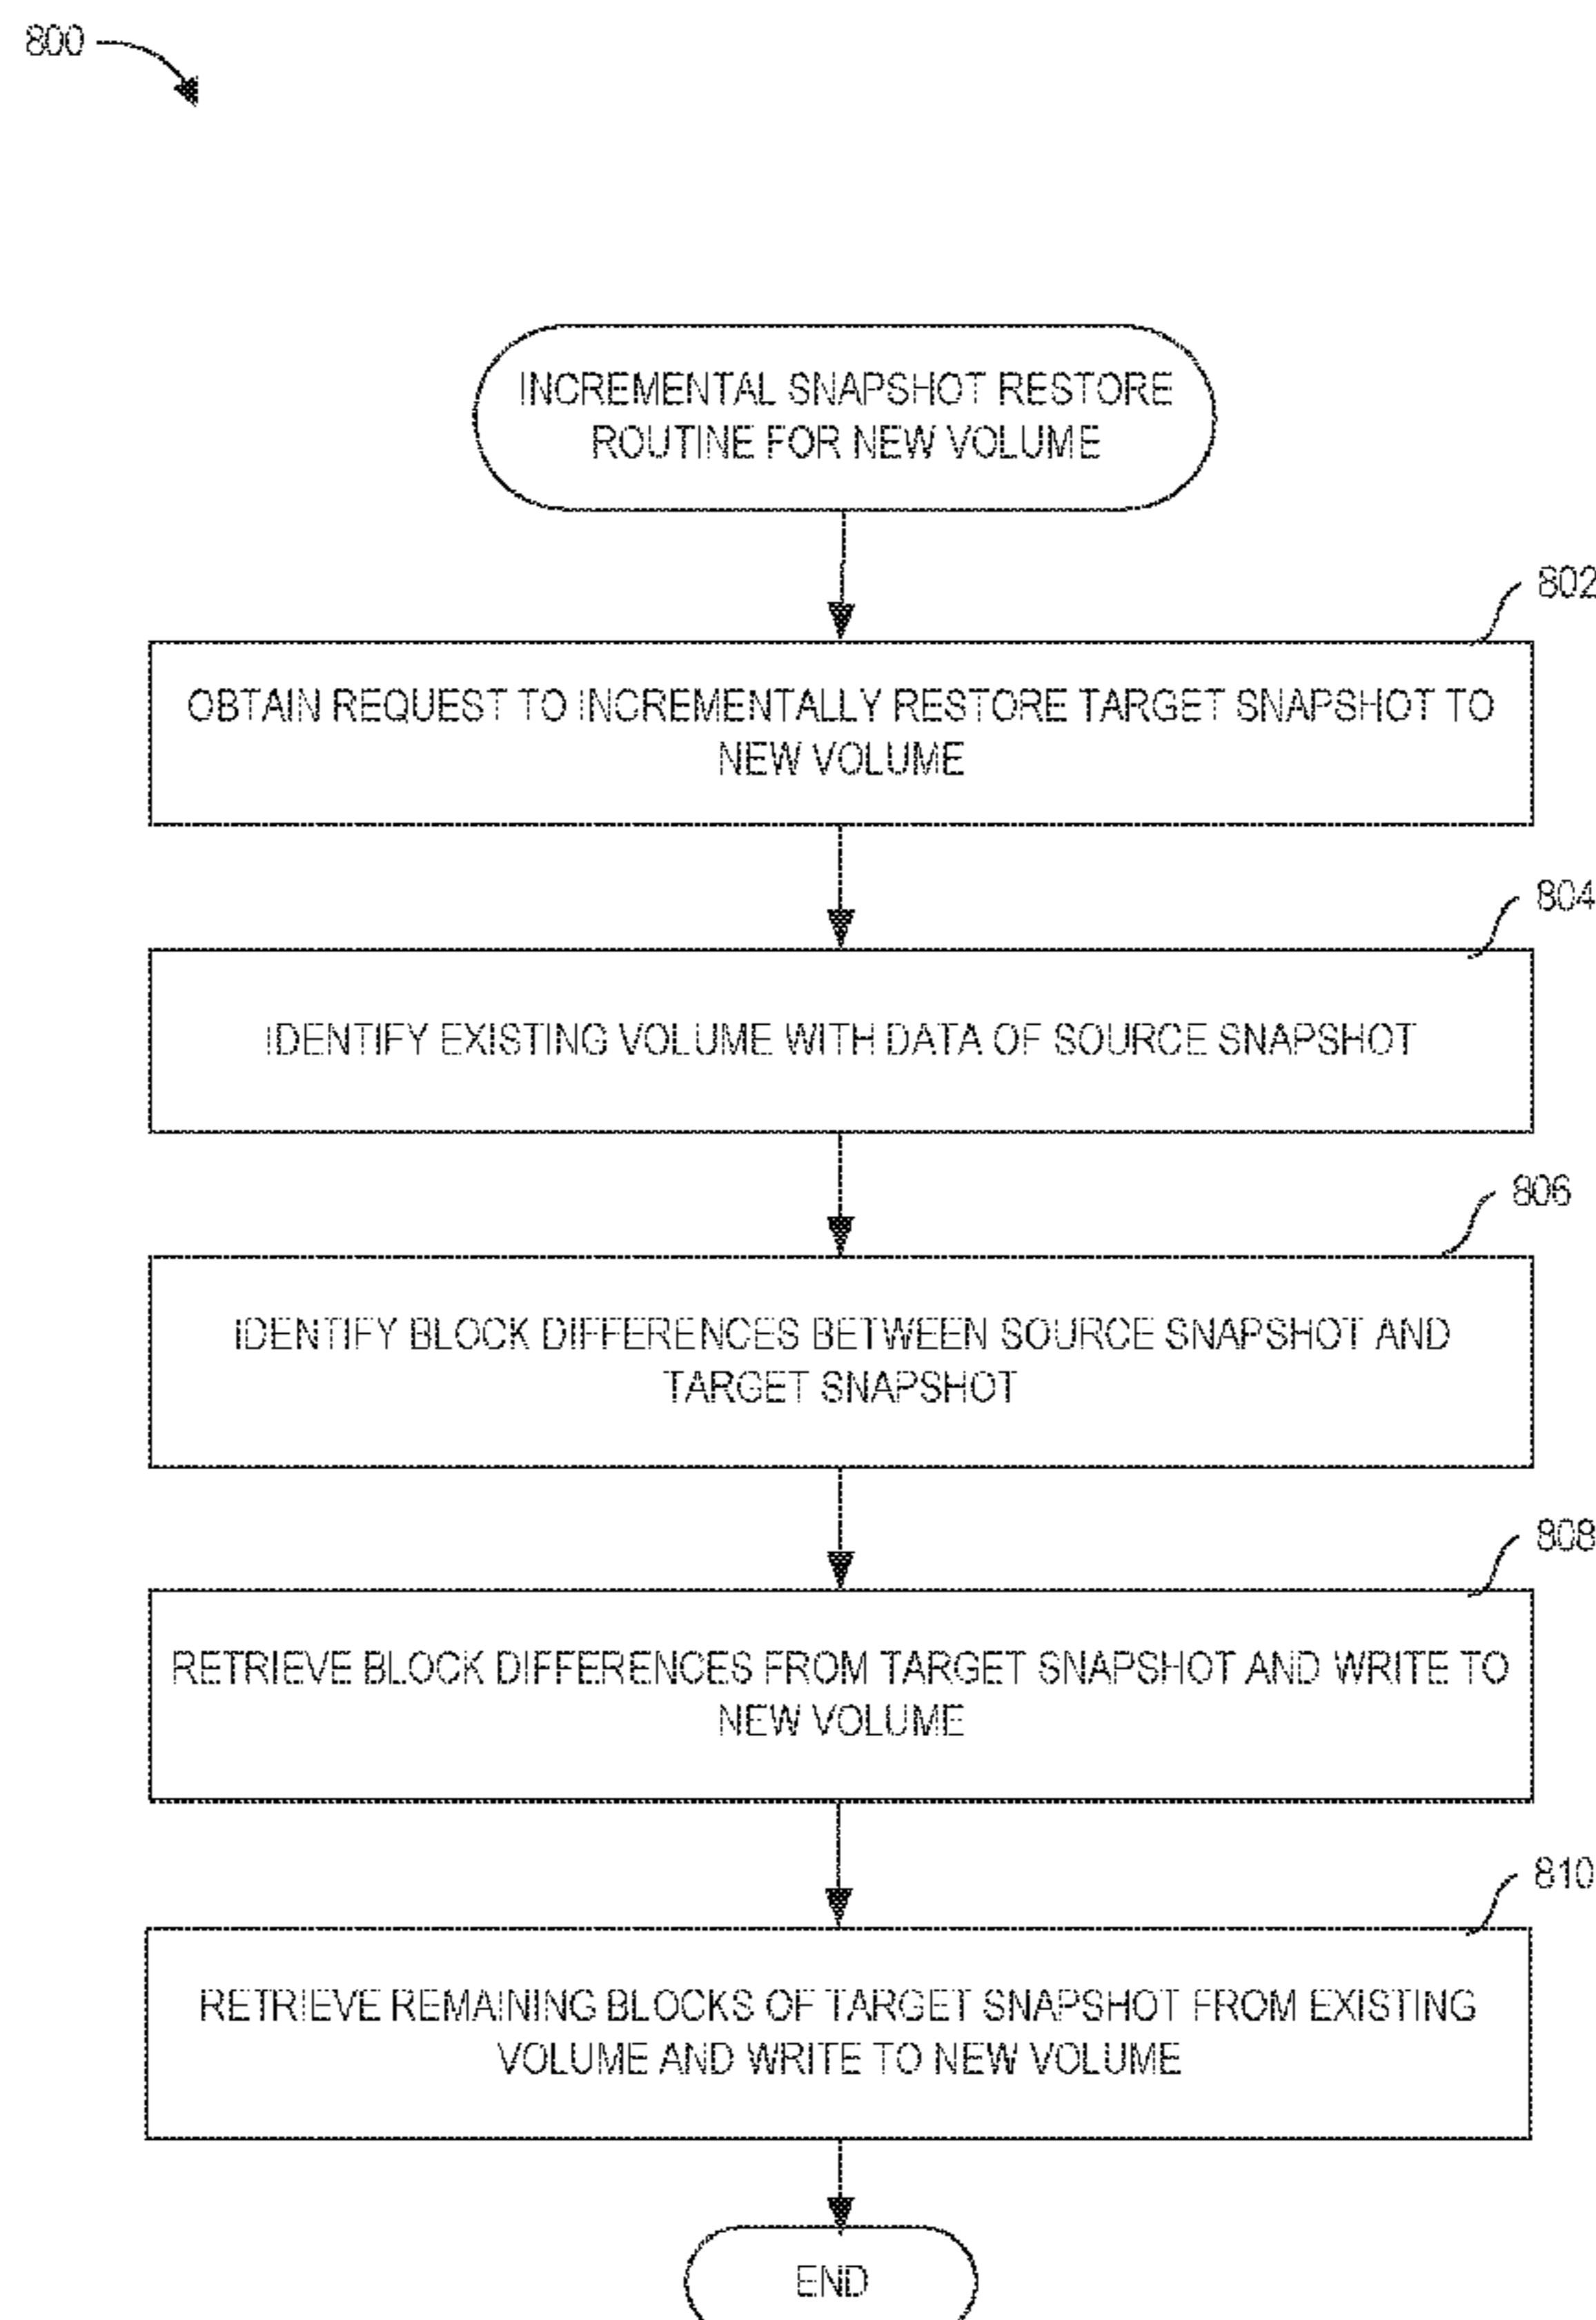 800
INCREMENTAL SNAPSHOT RESTORE
ROUTINE FOR NEW VOLUME
802
OBTAIN REQUEST TO INCREMENTALLY RESTORE TARGET SNAPSHOT TO
NEW VOLUME
804
IDENTIFY EXISTING VOLUME WITH DATA OF SOURCE SNAPSHOT
806
IDENTIFY BLOCK DIFFERENCES BETWEEN SOURCE SNAPSHOT AND
TARGET SNAPSHOT
808
RETRIEVE BLOCK DIFFERENCES FROM TARGET SNAPSHOT AND WRITE TO
NEW VOLUME
810
RETRIEVE REMAINING BLOCKS OF TARGET SNAPSHOT FROM EXISTING
VOLUME AND WRITE TO NEW VOLUME
END